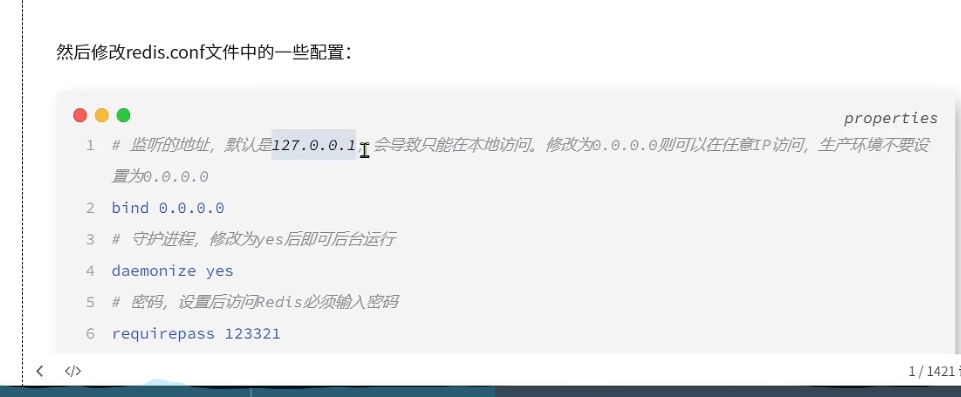 然后修改redis.conf文件中的一些配置：
properties
1 # 监听的地址，默认是127.0.0.1，会导致只能在本地访问。修改为0.0.0.0则可以在任意IP访问，生产环境不要设
置为0.0.0.0
2 bind 0.0.0.0
3 # 守护进程，修改为yes后即可后台运行
4 daemonize yes
5 # 密码，设置后访问Redis必须输入密码
6 requirepass 123321
< </> 1 / 1421